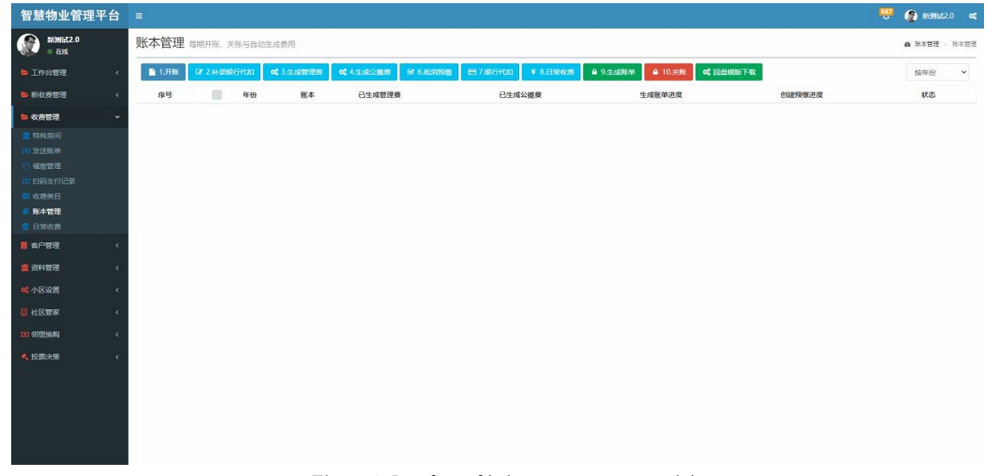 智慧物业管理平台
587
新测试2.0
新测试2.0
在线
账本管理 每期开账、关账与自动生成费用
账本管理
账本管理
工作台管理
新收费管理
收费管理
特殊房间
发送账单
催缴管理
扫码支付记录
收费类目
账本管理
日常收费
客户管理
资料管理
小区设置
社区管家
邻里换购
投票决策
1.开账
2.补录银行代扣
3.生成管理费
4.生成公摊费
6.抵消预缴
7.银行代扣
8.日常收费
9.生成账单
10.关账
回盘模版下载
按年份
序号 年份 账本 已生成管理费 已生成公摊费 生成账单进度 创建预缴进度 状态